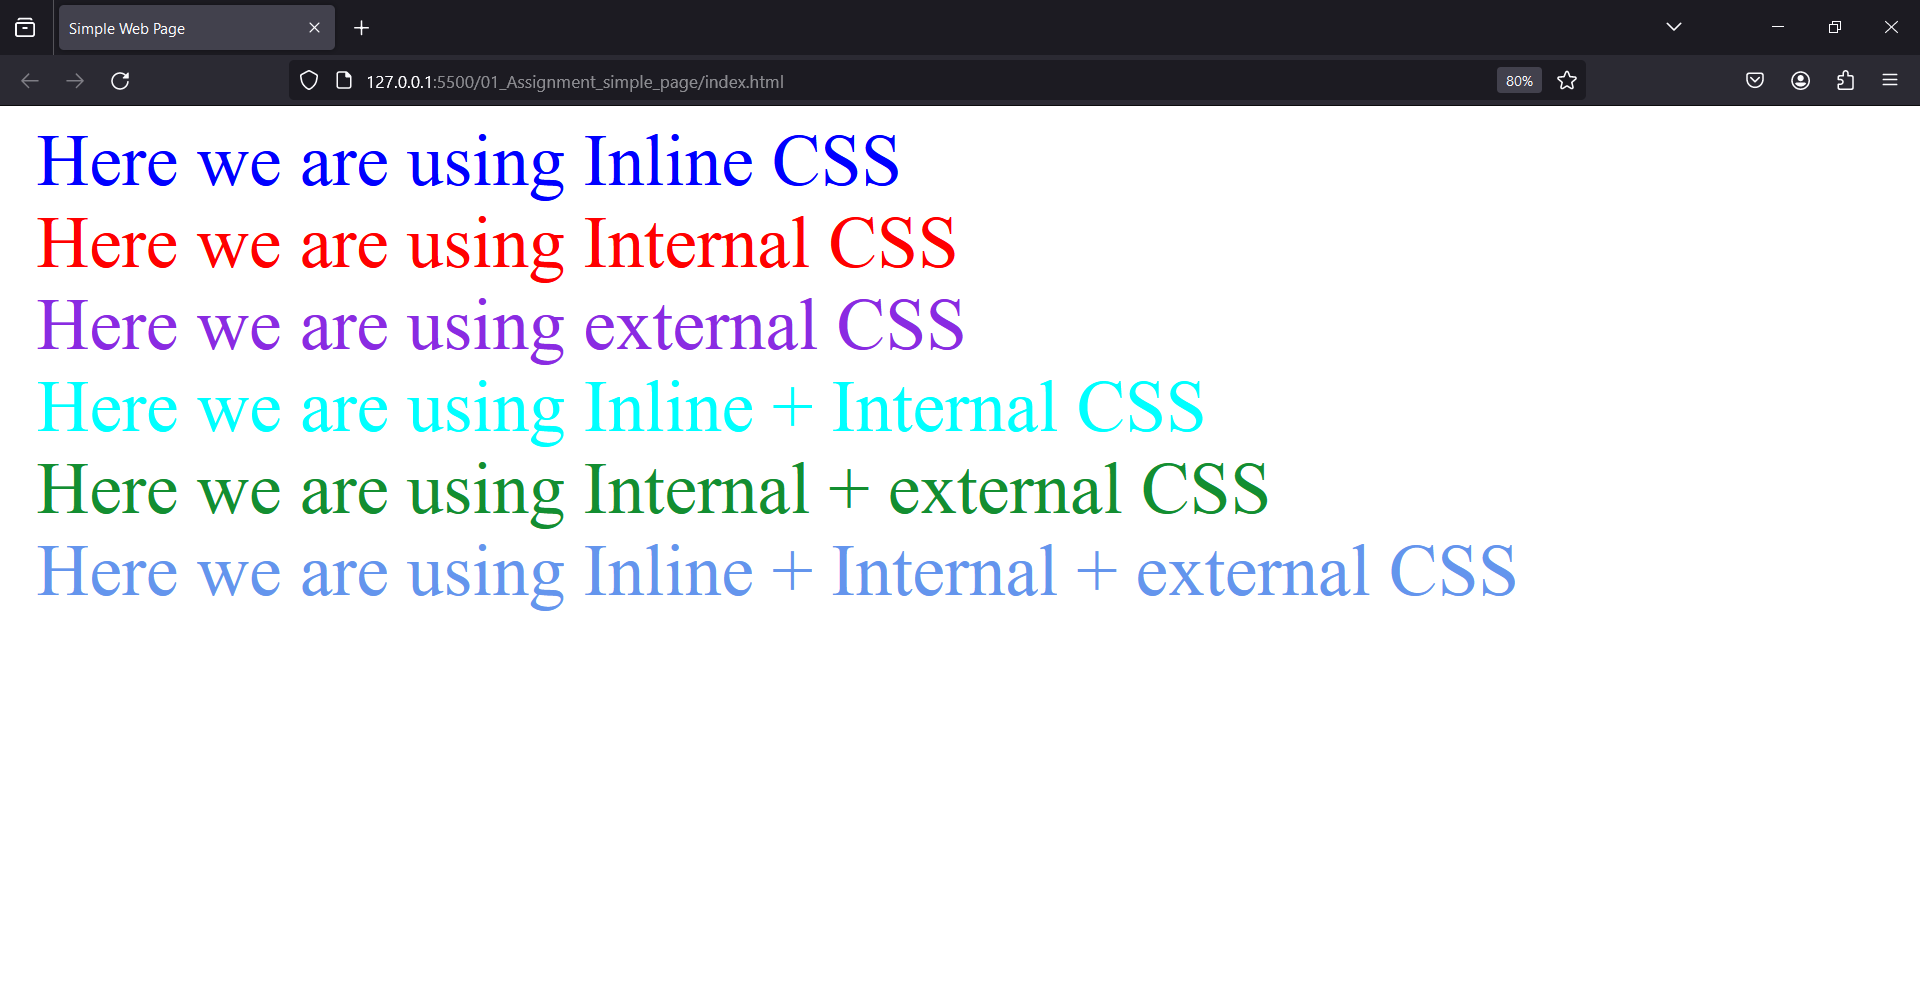 Simple Web Page
127.0.0.1:5500/01_Assignment_simple_page/index.html
80%
Here we are using Inline CSS
Here we are using Internal CSS
Here we are using external CSS
Here we are using Inline + Internal CSS
Here we are using Internal + external CSS
Here we are using Inline + Internal + external CSS